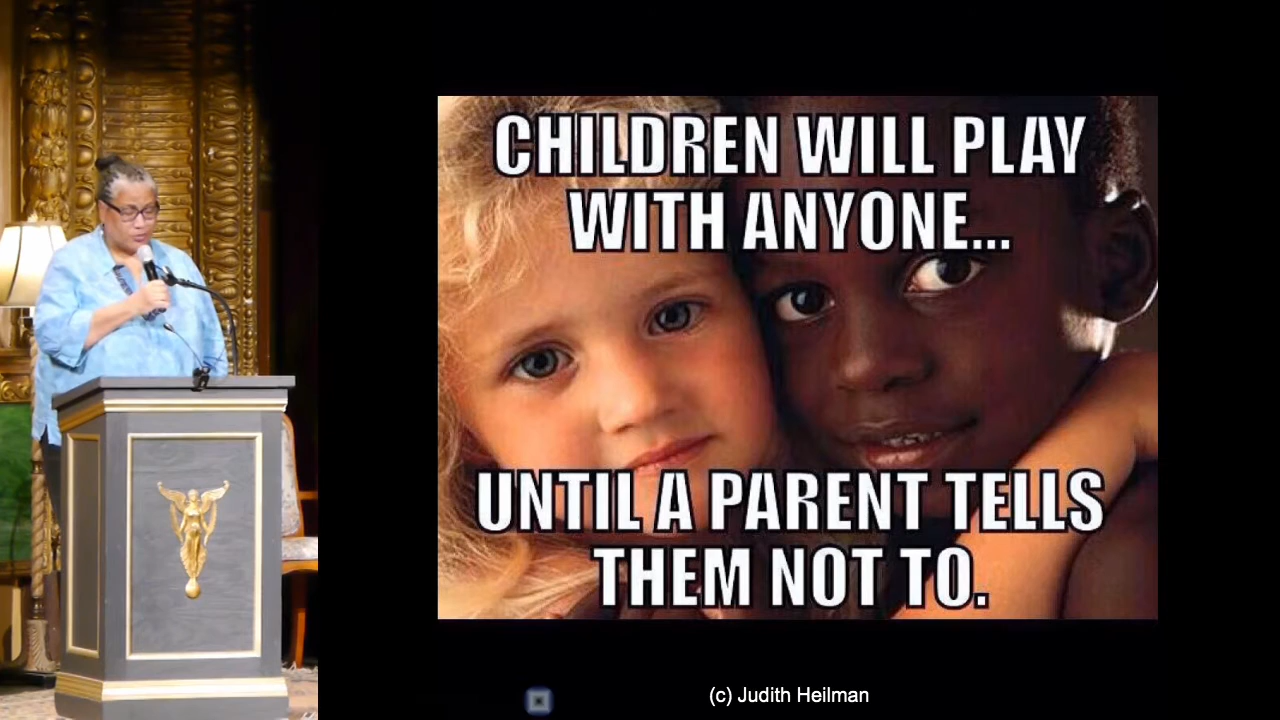 CHILDREN WILL PLAY
WITH ANYONE...
UNTIL A PARENT TELLS
THEM NOT TO.
(c) Judith Heilman